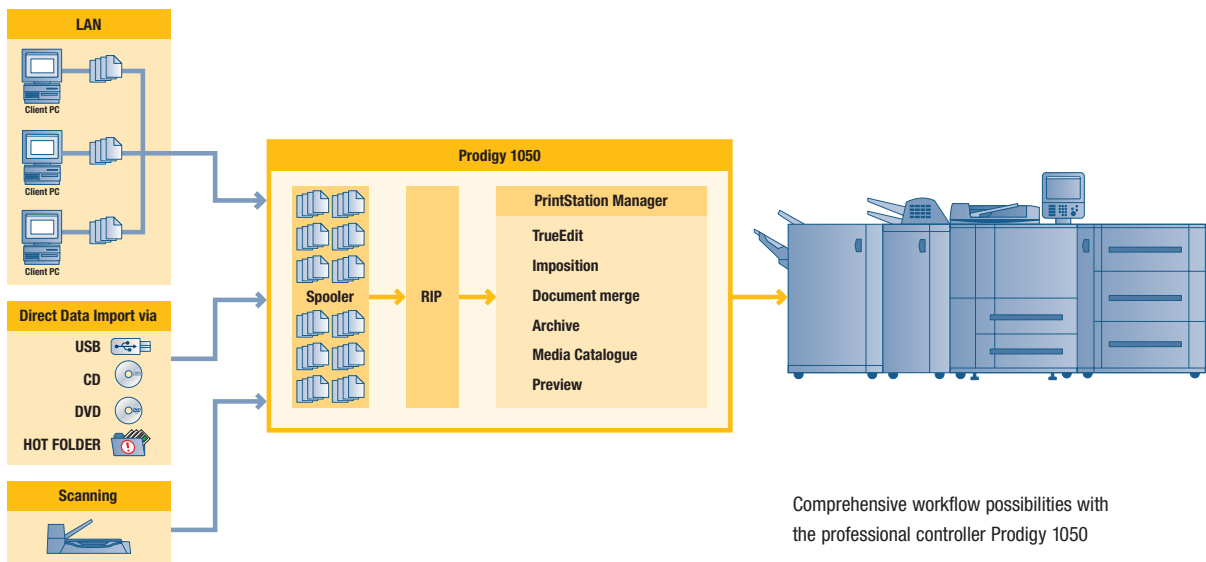 LAN
Client PC
Client PC
Client PC
Direct Data Import via
USB
CD
DVD
HOT FOLDER
Scanning
Prodigy 1050
Spooler
RIP
PrintStation Manager
TrueEdit
Imposition
Document merge
Archive
Media Catalogue
Preview
Comprehensive workflow possibilities with
the professional controller Prodigy 1050